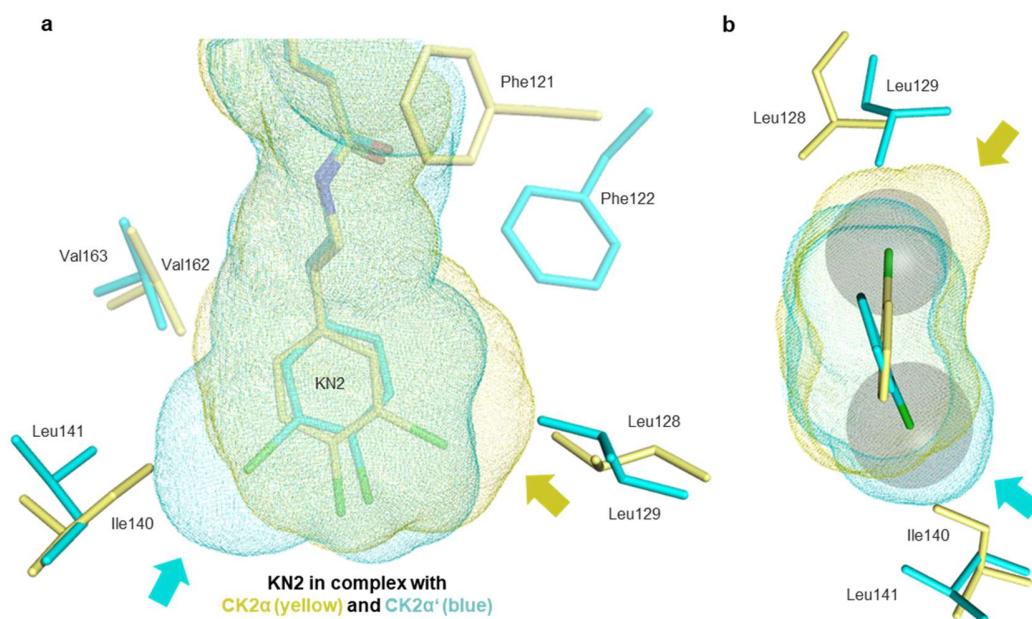 a
b
Phe121
Leu129
Leu128
Phe122
Val163
Val162
KN2
Leu141
Leu128
Ile140
Leu129
Ile140
Leu141
KN2 in complex with
CK2α (yellow) and CK2α‘ (blue)